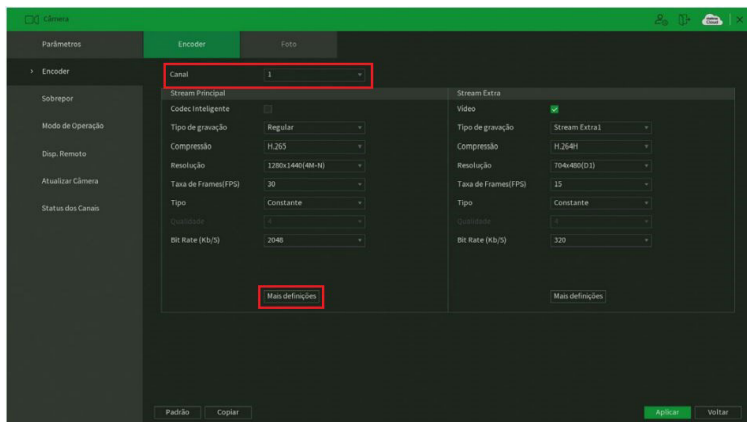 Câmera
Parâmetros
Encoder
Foto
Encoder
Canal 1
Sobrepor
Stream Principal
Stream Extra
Codec Inteligente
Vídeo
Modo de Operação
Tipo de gravação Regular
Tipo de gravação Stream Extra1
Compressão H.265
Compressão H.264H
Disp. Remoto
Resolução 1280x1440(4M-N)
Resolução 704x480(D1)
Atualizar Câmera
Taxa de Frames(FPS) 30
Taxa de Frames(FPS) 15
Status dos Canais
Tipo Constante
Tipo Constante
Qualidade 4
Qualidade 4
Bit Rate (Kb/S) 2048
Bit Rate (Kb/S) 320
Mais definições
Mais definições
Padrão
Copiar
Aplicar
Voltar